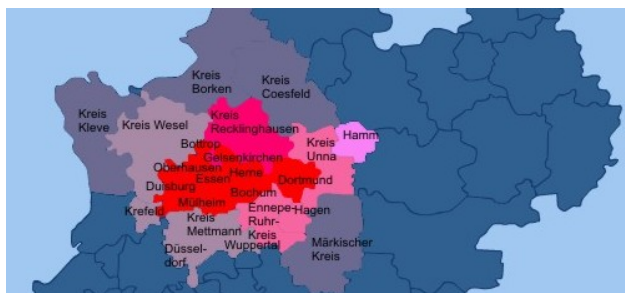 Kreis
Borken
Kreis
Coesfeld
Kreis
Kleve
Kreis Wesel
Kreis
Recklinghausen
Hamm
Bottrop
Kreis
Unna
Gelsenkirchen
Oberhausen
Herne
Essen
Dortmund
Duisburg
Bochum
Mülheim
Krefeld
Ennepe-
Ruhr-
Kreis
Hagen
Kreis
Mettmann
Wuppertal
Düssel-
dorf
Märkischer
Kreis